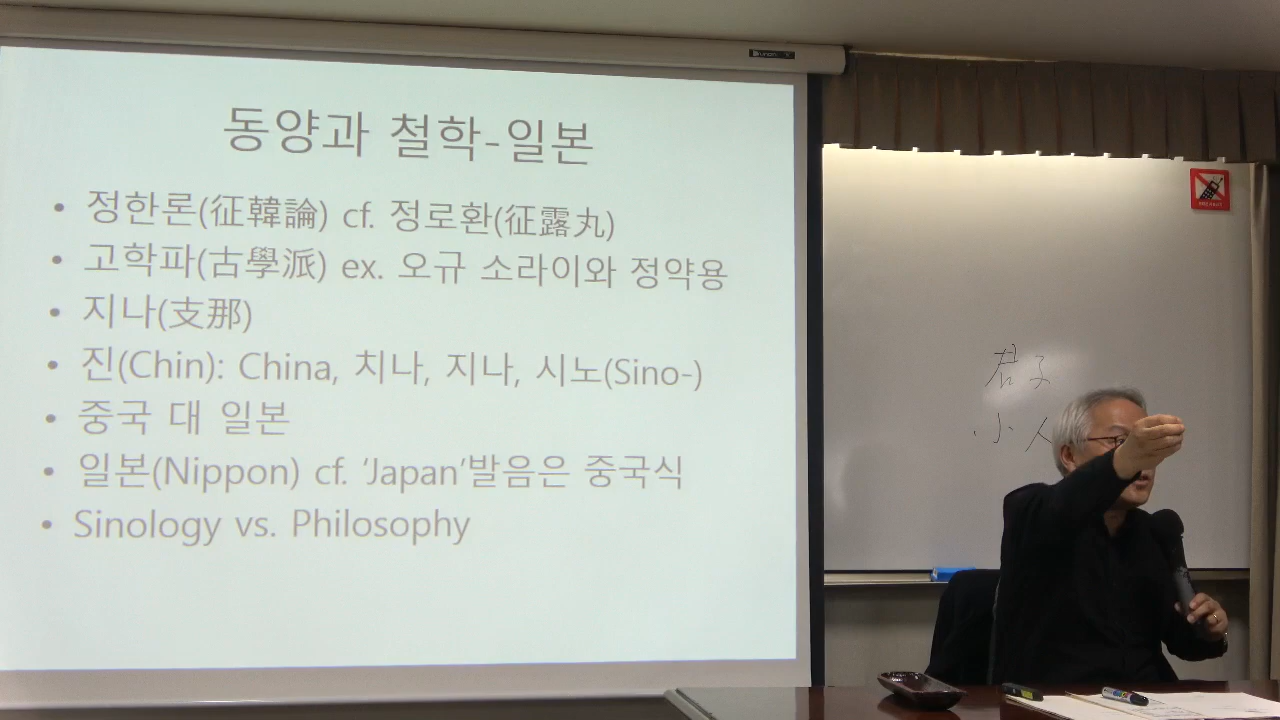 동양과 철학-일본
• 정한론(征韓論) cf. 정로환(征露丸)
• 고학파(古學派) ex. 오규 소라이와 정약용
• 지나(支那)
• 진(Chin): China, 치나, 지나, 시노(Sino-)
• 중국 대 일본
• 일본(Nippon) cf. ‘Japan’발음은 중국식
• Sinology vs. Philosophy
君子
小人